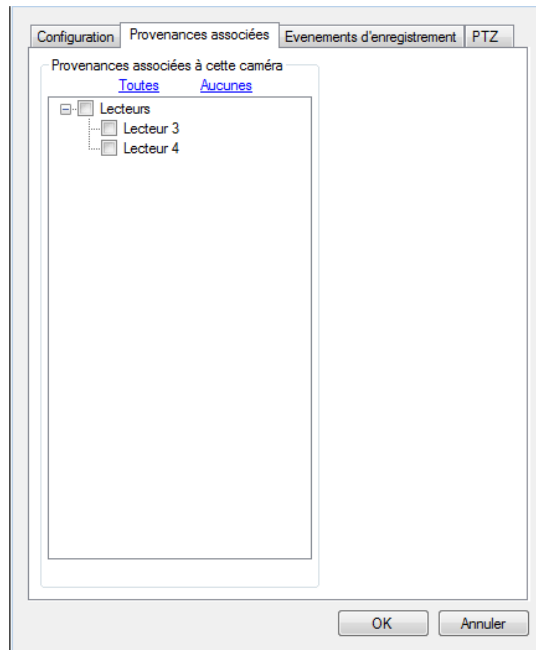 Configuration Provenances associées Evenements d'enregistrement PTZ
Provenances associées à cette caméra
Toutes Aucunes
Lecteurs
Lecteur 3
Lecteur 4
OK Annuler